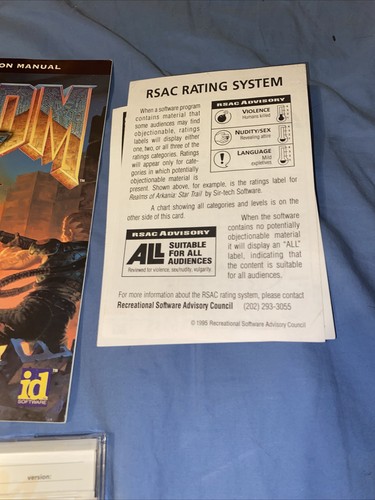 ON MANUAL
OOM
™
id
SOFTWARE
version:
RSAC RATING SYSTEM
When a software program
contains material that
some audiences may find
objectionable, ratings
labels will display either
one, two, or all three of the
ratings categories. Ratings
will appear only for cate-
gories in which potentially
objectionable material is
present. Shown above, for example, is the ratings label for
Realms of Arkania: Star Trail by Sir-tech Software.
RSAC ADVISORY
VIOLENCE
Humans killed
NUDITY/SEX
Revealing attire
LANGUAGE
Mild
expletives
A chart showing all categories and levels is on the
other side of this card.
RSAC ADVISORY
ALL SUITABLE
FOR ALL
AUDIENCES
Reviewed for violence, sex/nudity, vulgarity.
When the software
contains no potentially
objectionable material
it will display an "ALL"
label, indicating that
the content is suitable
for all audiences.
For more information about the RSAC rating system, please contact
Recreational Software Advisory Council (202) 293-3055
© 1995 Recreational Software Advisory Council